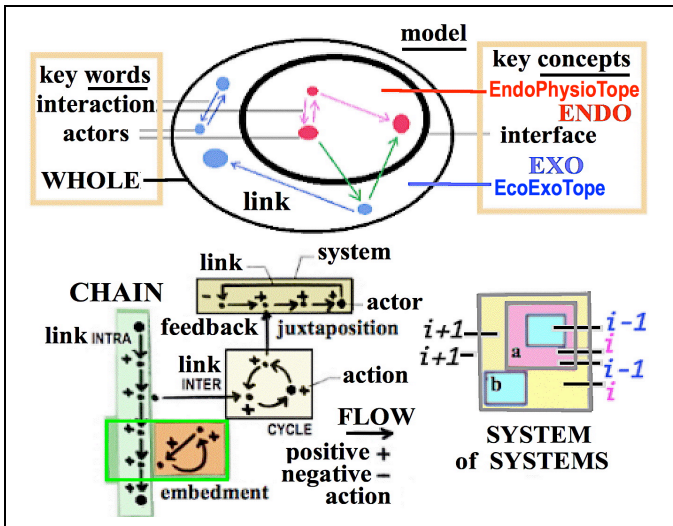 model
key words
interaction
actors
WHOLE
link
key concepts
EndoPhysioTope
ENDO
interface
EXO
EcoExoTope
system
link
CHAIN
actor
feedback
juxtaposition
link INTRA
link INTER
action
CYCLE
FLOW
positive +
negative –
action
embedment
- + + +
+
+
+
+
+
+
+
+
+
+
i+1
i+1
a
b
i-1
i
i-1
i
SYSTEM
of SYSTEMS